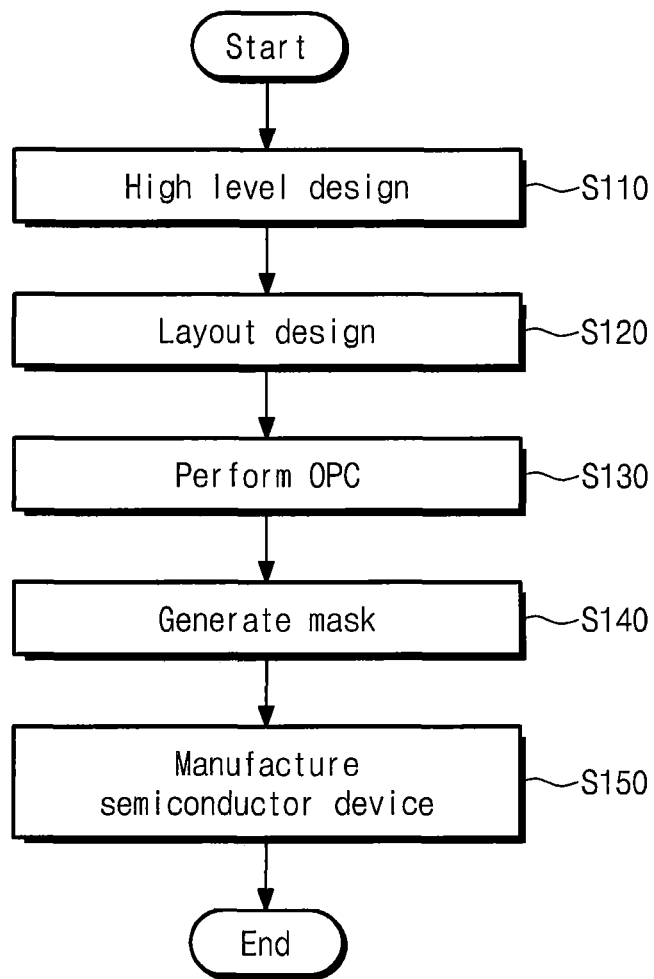 Start
High level design
S110
Layout design
S120
Perform OPC
S130
Generate mask
S140
Manufacture
semiconductor device
S150
End